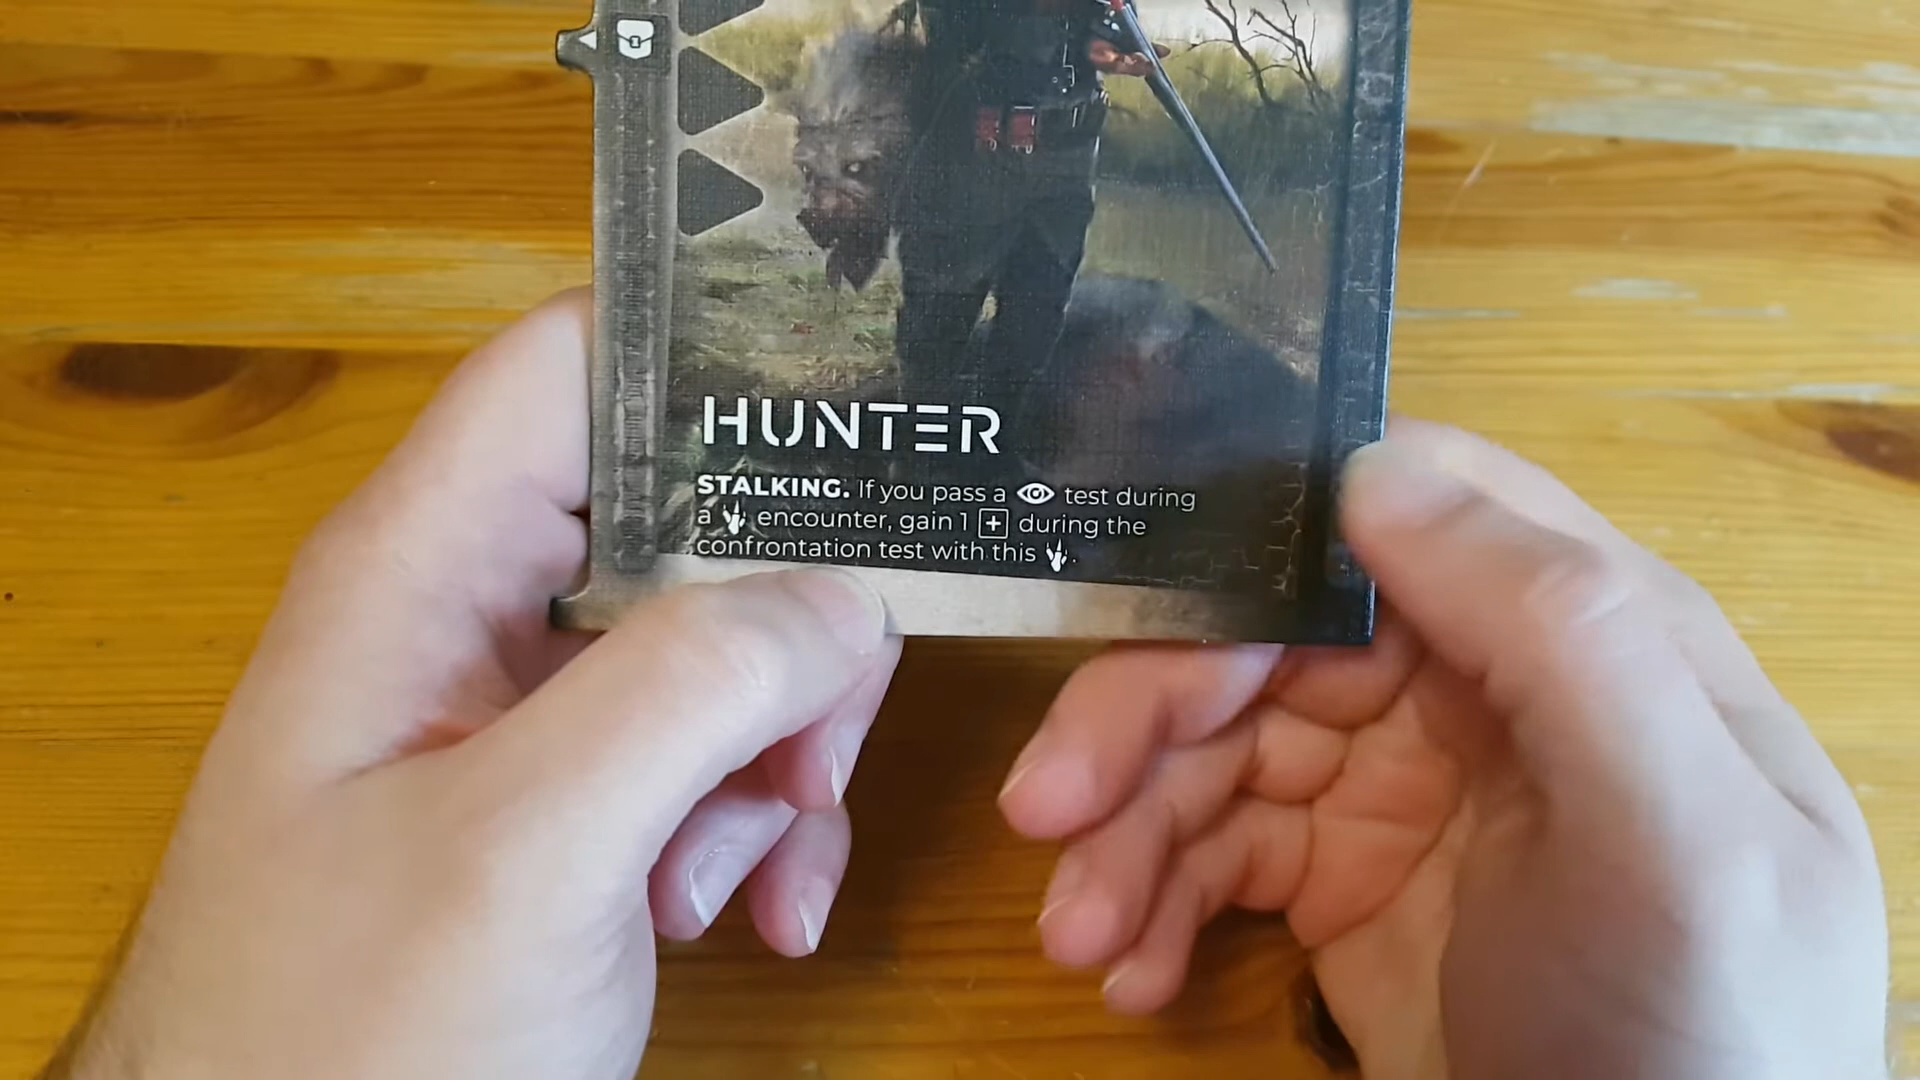 HUNTER
STALKING. If you pass a test during
a encounter, gain 1 + during the
confrontation test with this .